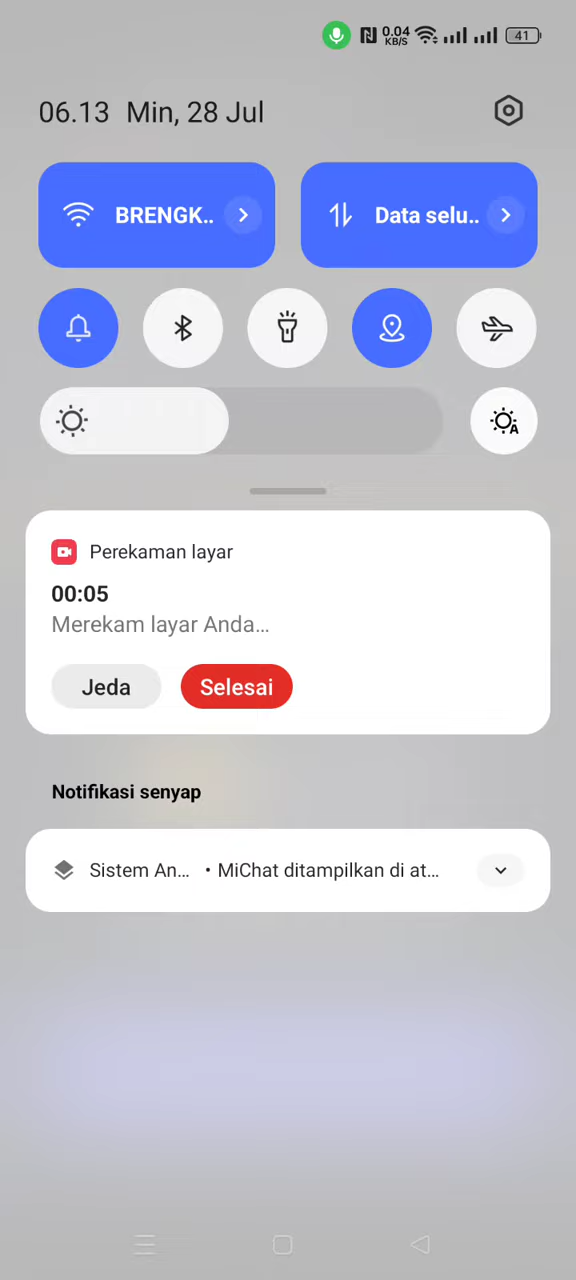 0.04
KB/S
41
06.13 Min, 28 Jul
BRENGK..
Data selu..
A
Perekaman layar
00:05
Merekam layar Anda...
Jeda
Selesai
Notifikasi senyap
Sistem An... • MiChat ditampilkan di at...